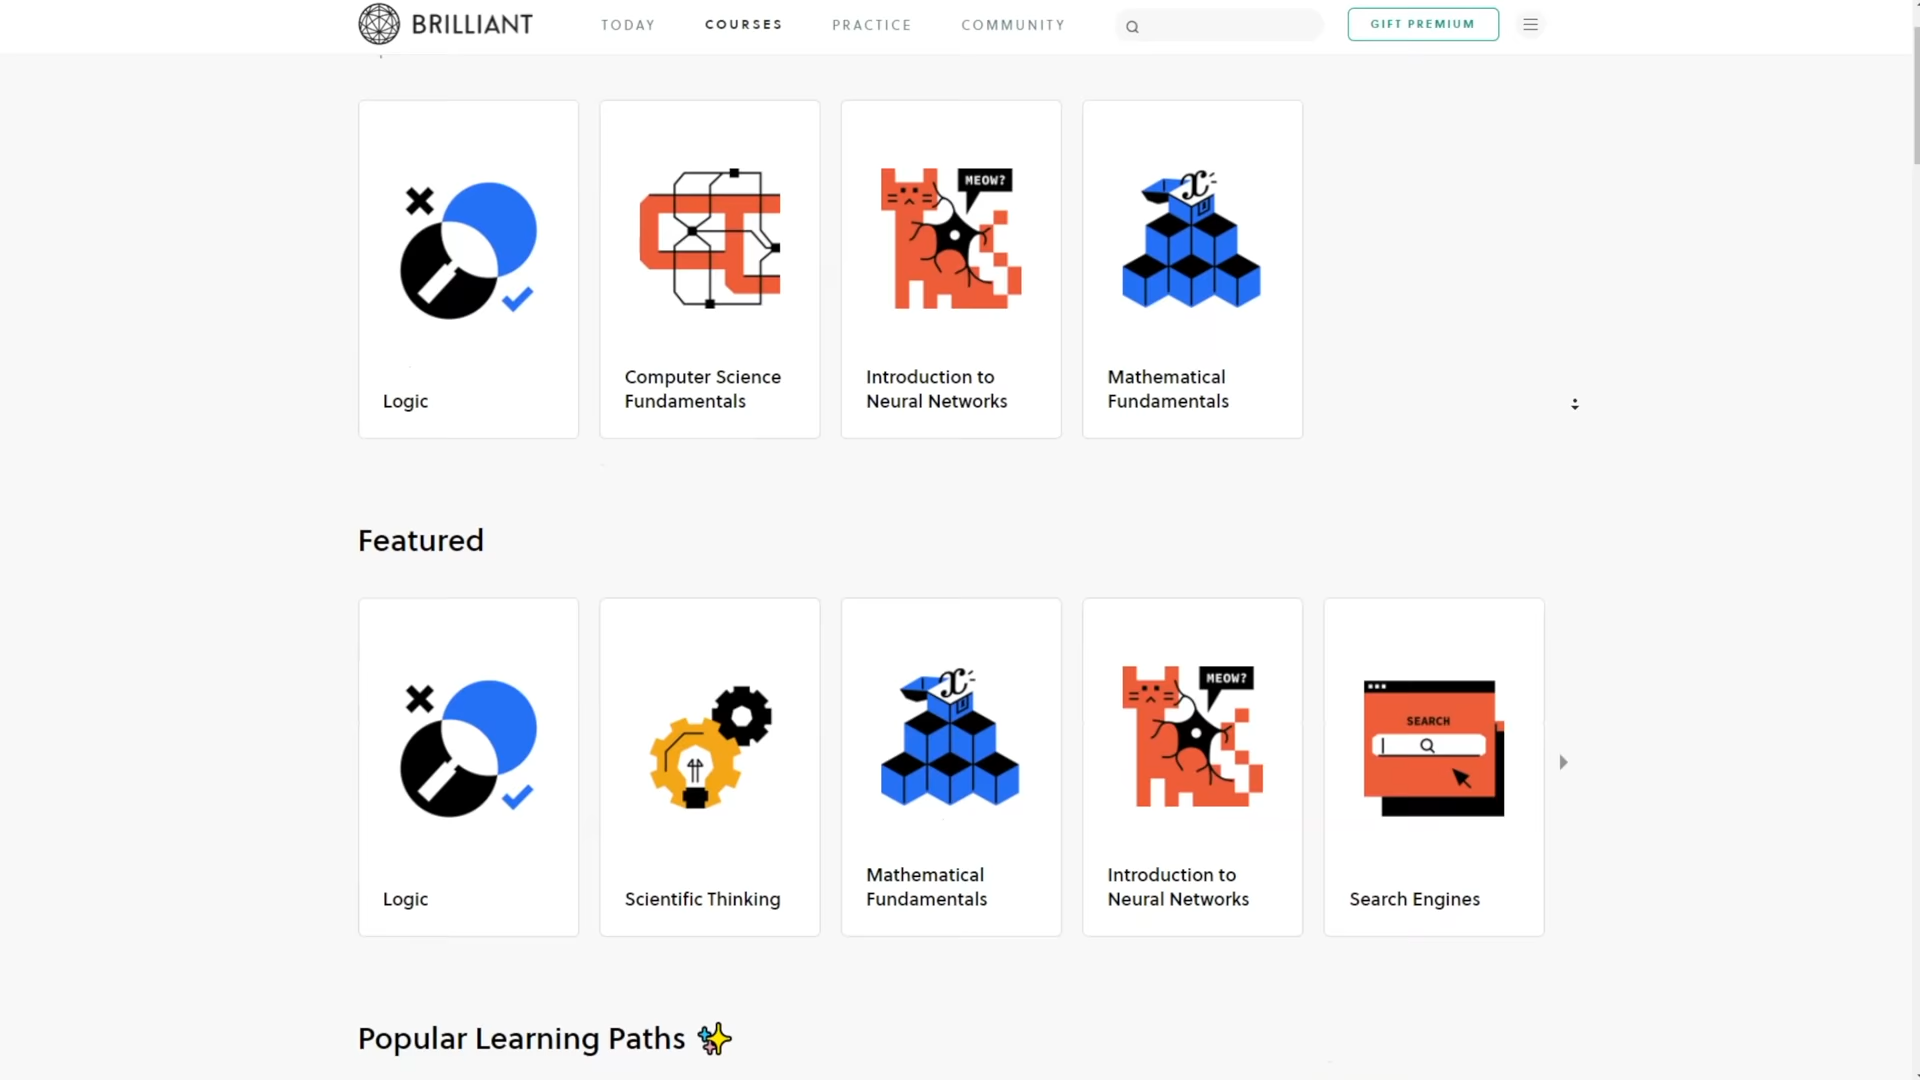 BRILLIANT
TODAY
COURSES
PRACTICE
COMMUNITY
GIFT PREMIUM
MEOW?
x
Logic
Computer Science
Fundamentals
Introduction to
Neural Networks
Mathematical
Fundamentals
Featured
MEOW?
x
SEARCH
Logic
Scientific Thinking
Mathematical
Fundamentals
Introduction to
Neural Networks
Search Engines
Popular Learning Paths ✨